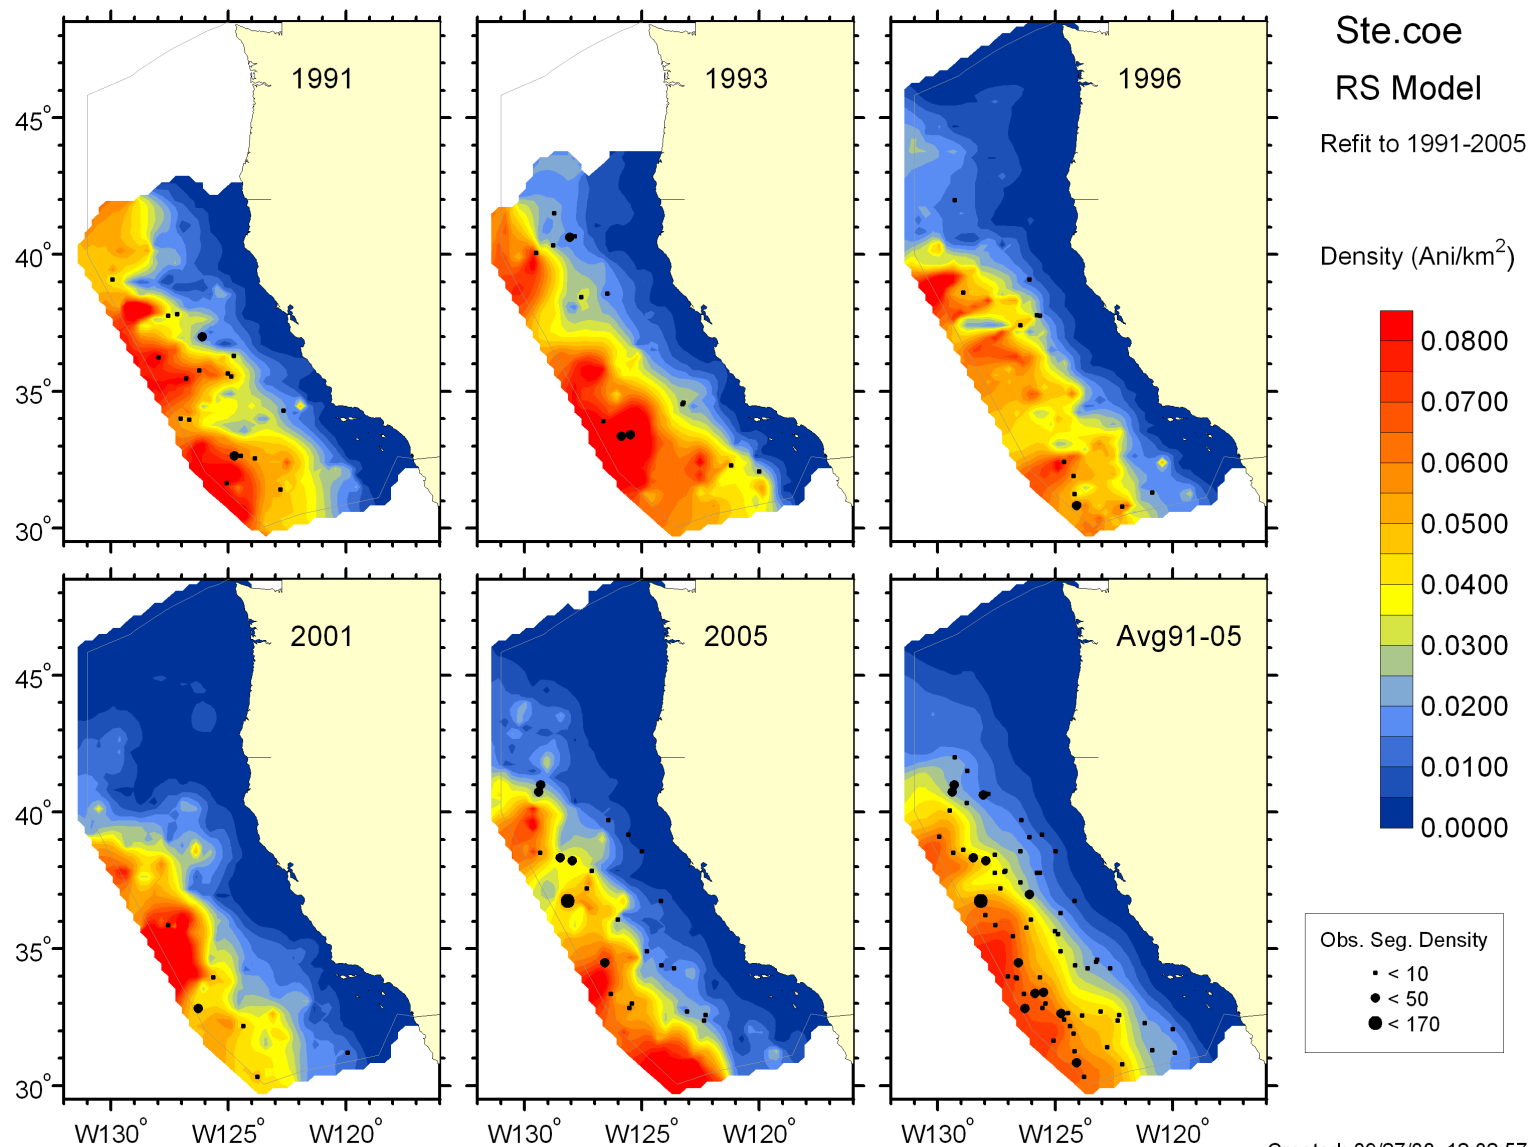 1991
1993
1996
Ste.coe
RS Model
Refit to 1991-2005
Density (Ani/km²)
0.0800
0.0700
0.0600
0.0500
0.0400
0.0300
0.0200
0.0100
0.0000
45°
40°
35°
30°
2001
2005
Avg91-05
45°
40°
35°
30°
Obs. Seg. Density
< 10
< 50
< 170
W130° W125° W120°
W130° W125° W120°
W130° W125° W120°